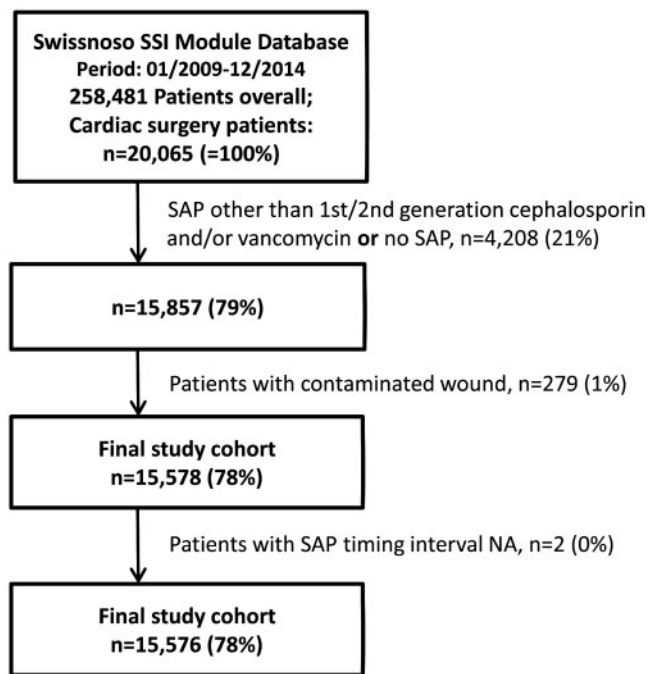 Swissnoso SSI Module Database
Period: 01/2009-12/2014
258,481 Patients overall;
Cardiac surgery patients:
n=20,065 (=100%)
SAP other than 1st/2nd generation cephalosporin
and/or vancomycin or no SAP, n=4,208 (21%)
n=15,857 (79%)
Patients with contaminated wound, n=279 (1%)
Final study cohort
n=15,578 (78%)
Patients with SAP timing interval NA, n=2 (0%)
Final study cohort
n=15,576 (78%)